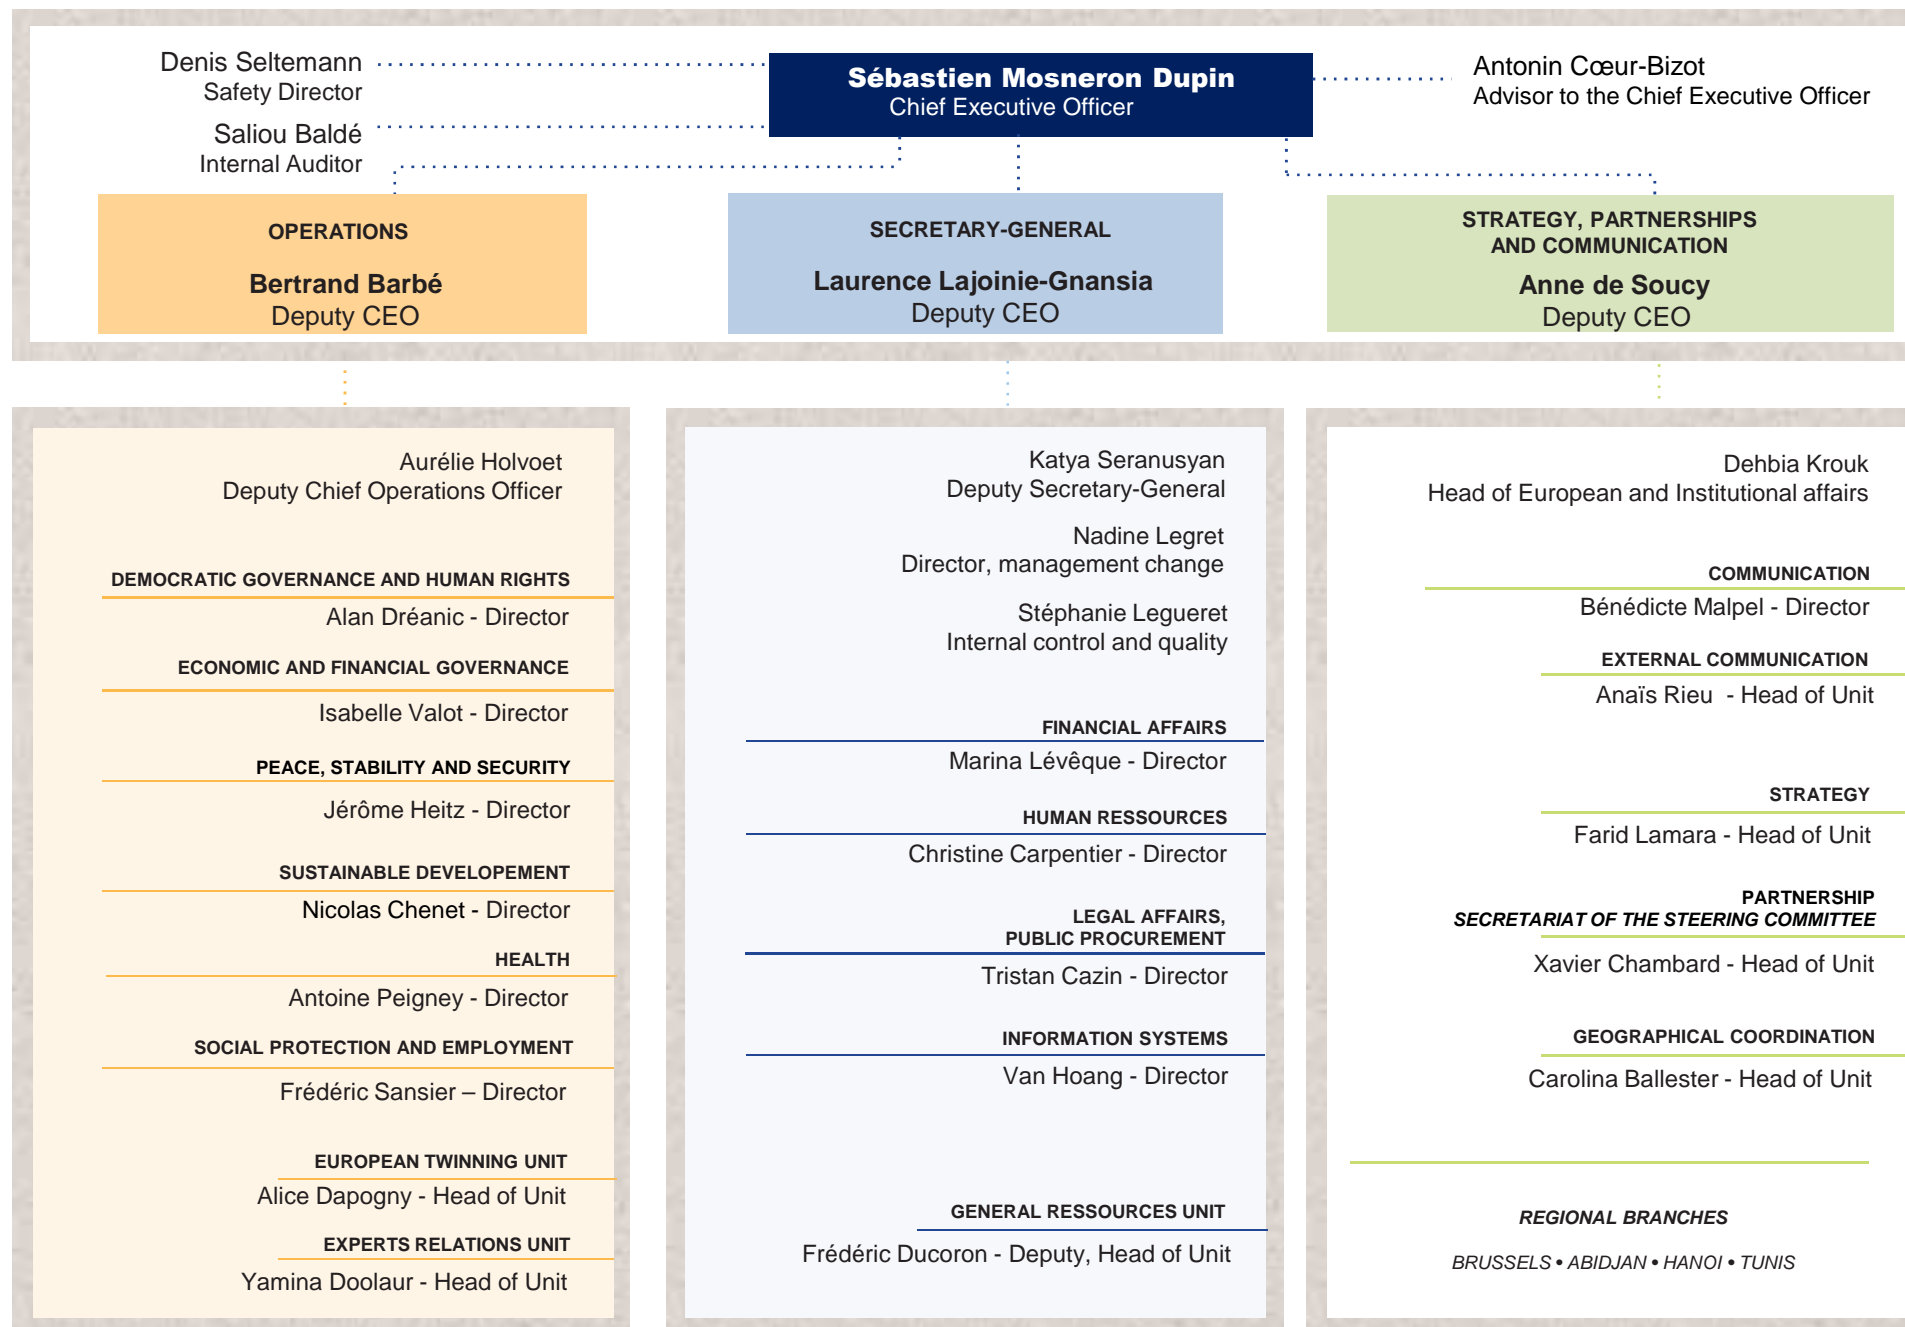 Denis Seltemann
Safety Director
Saliou Baldé
Internal Auditor
Sébastien Mosneron Dupin
Chief Executive Officer
Antonin Cœur-Bizot
Advisor to the Chief Executive Officer
OPERATIONS
Bertrand Barbé
Deputy CEO
SECRETARY-GENERAL
Laurence Lajoinie-Gnansia
Deputy CEO
STRATEGY, PARTNERSHIPS
AND COMMUNICATION
Anne de Soucy
Deputy CEO
Aurélie Holvoet
Deputy Chief Operations Officer
DEMOCRATIC GOVERNANCE AND HUMAN RIGHTS
Alan Dréanic - Director
ECONOMIC AND FINANCIAL GOVERNANCE
Isabelle Valot - Director
PEACE, STABILITY AND SECURITY
Jérôme Heitz - Director
SUSTAINABLE DEVELOPEMENT
Nicolas Chenet - Director
HEALTH
Antoine Peigney - Director
SOCIAL PROTECTION AND EMPLOYMENT
Frédéric Sansier – Director
EUROPEAN TWINNING UNIT
Alice Dapogny - Head of Unit
EXPERTS RELATIONS UNIT
Yamina Doolaur - Head of Unit
Katya Seranusyan
Deputy Secretary-General
Nadine Legret
Director, management change
Stéphanie Legueret
Internal control and quality
FINANCIAL AFFAIRS
Marina Lévêque - Director
HUMAN RESSOURCES
Christine Carpentier - Director
LEGAL AFFAIRS,
PUBLIC PROCUREMENT
Tristan Cazin - Director
INFORMATION SYSTEMS
Van Hoang - Director
GENERAL RESSOURCES UNIT
Frédéric Ducoron - Deputy, Head of Unit
Dehbia Krouk
Head of European and Institutional affairs
COMMUNICATION
Bénédicte Malpel - Director
EXTERNAL COMMUNICATION
Anaïs Rieu - Head of Unit
STRATEGY
Farid Lamara - Head of Unit
PARTNERSHIP
SECRETARIAT OF THE STEERING COMMITTEE
Xavier Chambard - Head of Unit
GEOGRAPHICAL COORDINATION
Carolina Ballester - Head of Unit
REGIONAL BRANCHES
BRUSSELS • ABIDJAN • HANOI • TUNIS